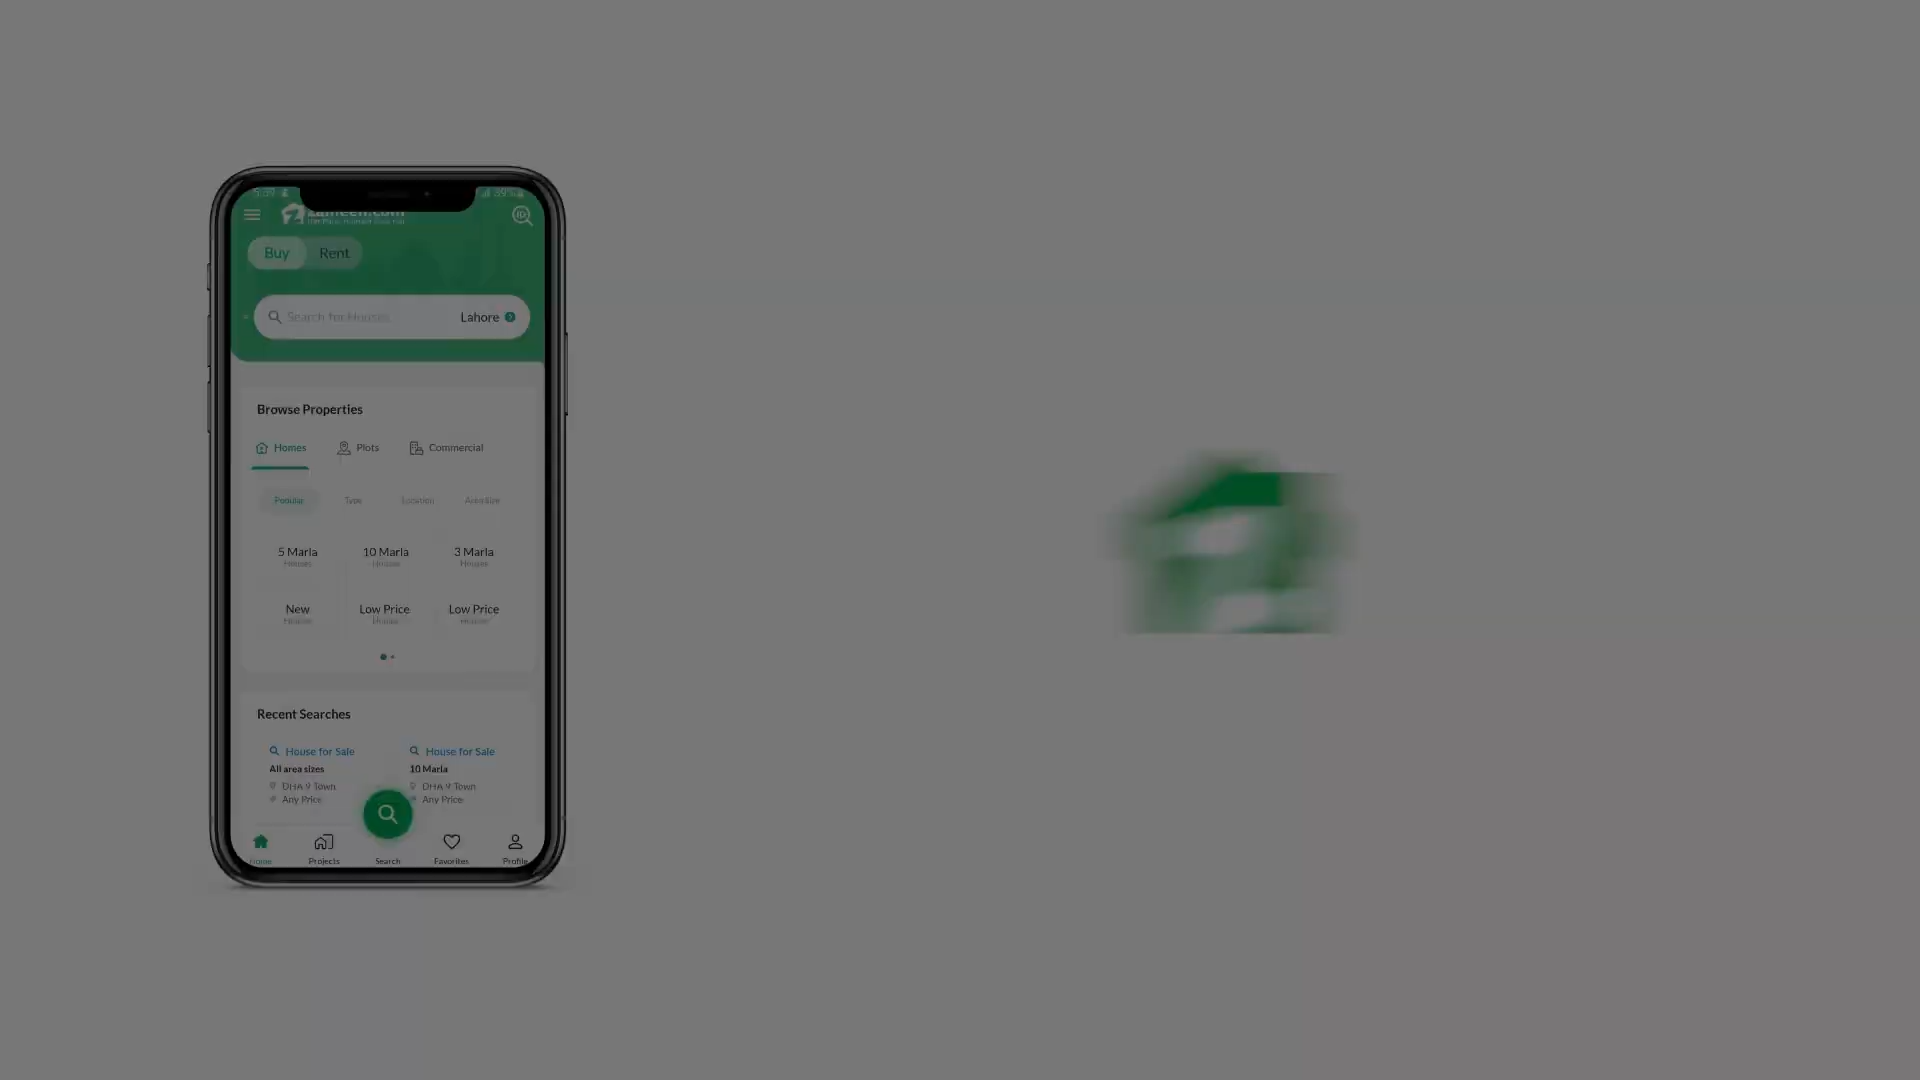 zameen.com
Buy Rent
Search for Houses Lahore
Browse Properties
Homes Plots Commercial
Popular Type Location Area Size
5 Marla 10 Marla 3 Marla
Houses Houses Houses
New Low Price Low Price
Houses Houses Houses
Recent Searches
House for Sale House for Sale
All area sizes 10 Marla
DHA 9 Town DHA 9 Town
Any Price Any Price
Home Projects Search Favorites Profile